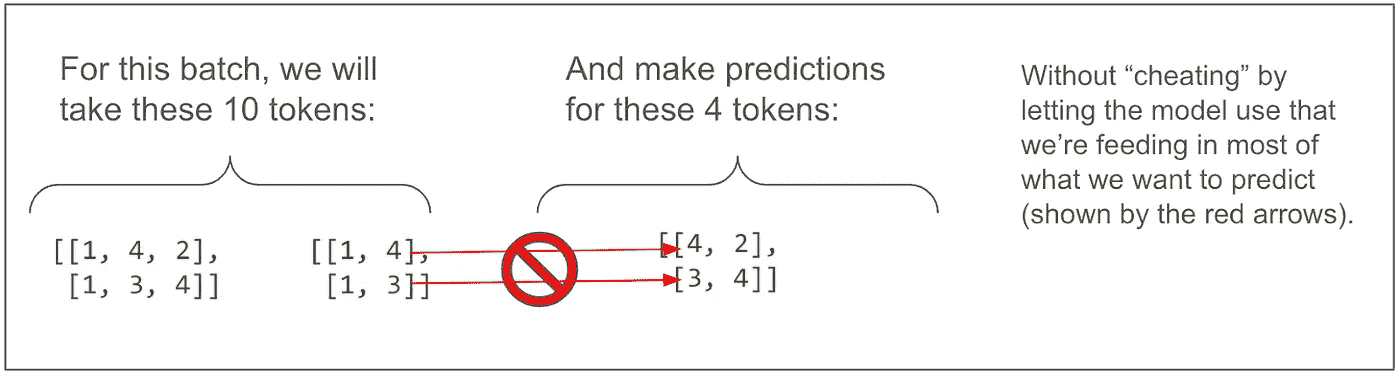 For this batch, we will
take these 10 tokens:
And make predictions
for these 4 tokens:
Without “cheating” by
letting the model use that
we’re feeding in most of
what we want to predict
(shown by the red arrows).
[[1, 4, 2],
[1, 3, 4]]
[[1, 4],
[1, 3]]
[[4, 2],
[3, 4]]